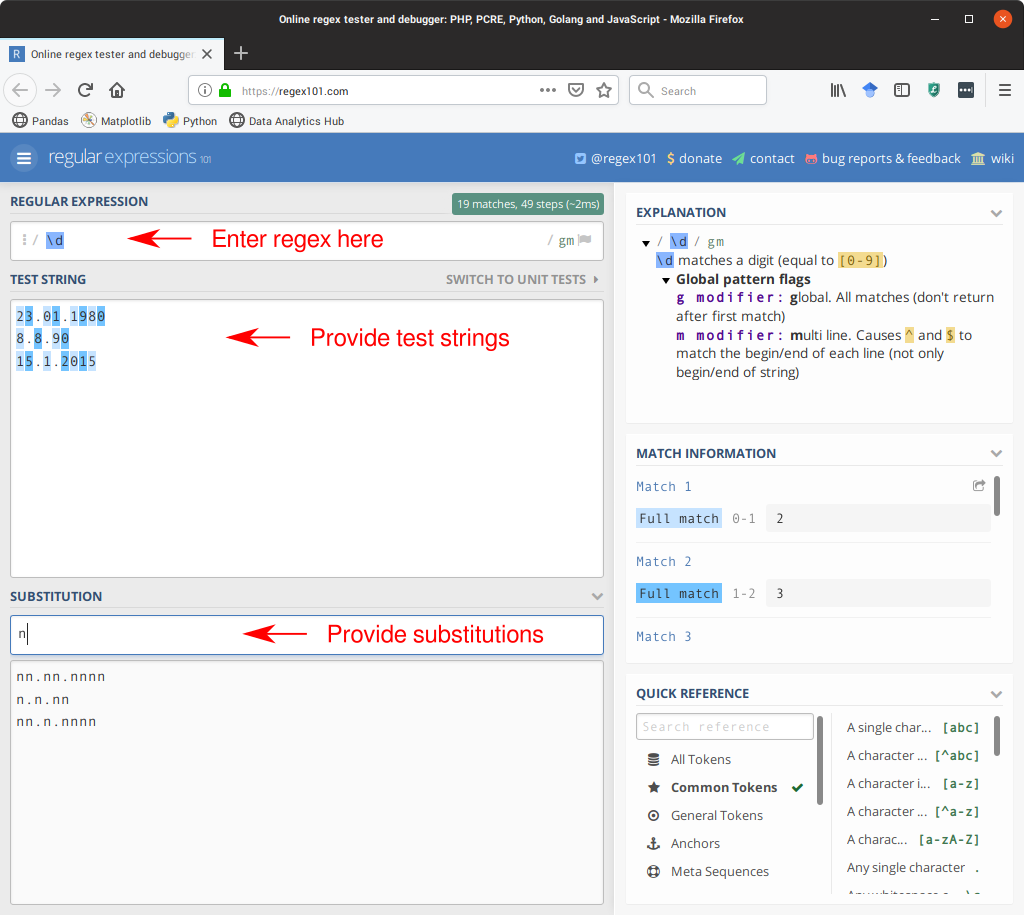 Online regex tester and debugger: PHP, PCRE, Python, Golang and JavaScript - Mozilla Firefox
R Online regex tester and debugger
https://regex101.com
Search
Pandas Matplotlib Python Data Analytics Hub
regular expressions 101
@regex101 $ donate contact bug reports & feedback wiki
REGULAR EXPRESSION
19 matches, 49 steps (~2ms)
/ \d / gm
Enter regex here
TEST STRING
SWITCH TO UNIT TESTS
23.01.1980
8.8.90
15.1.2015
Provide test strings
SUBSTITUTION
n
Provide substitutions
nn.nn.nnnn
n.n.nn
nn.n.nnnn
EXPLANATION
/ \d / gm
\d matches a digit (equal to [0-9])
Global pattern flags
g modifier: global. All matches (don't return
after first match)
m modifier: multi line. Causes ^ and $ to
match the begin/end of each line (not only
begin/end of string)
MATCH INFORMATION
Match 1
Full match 0-1 2
Match 2
Full match 1-2 3
Match 3
QUICK REFERENCE
Search reference
All Tokens
Common Tokens
General Tokens
Anchors
Meta Sequences
A single char... [abc]
A character ... [^abc]
A character i... [a-z]
A character ... [^a-z]
A charac... [a-zA-Z]
Any single character .